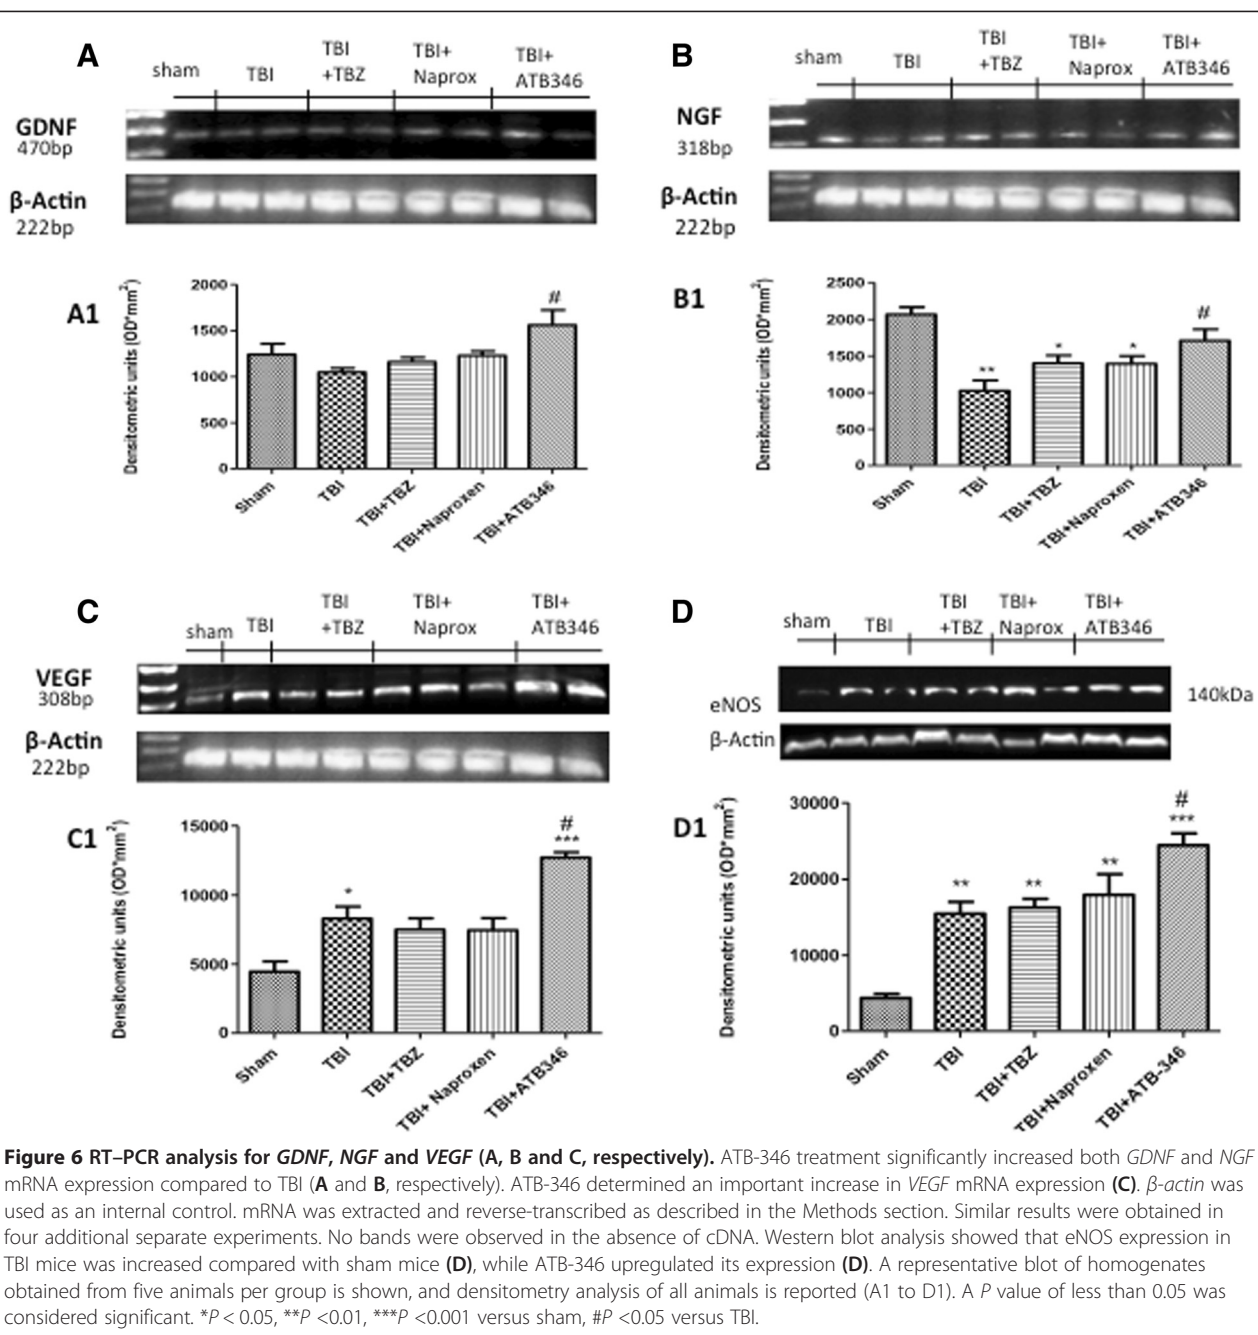 A
sham
TBI
TBI
+TBZ
TBI+
Naprox
TBI+
ATB346
GDNF
470bp
β-Actin
222bp
A1
Densitometric units (OD*mm2)
2000
1500
1000
500
0
#
Sham
TBI
TBI+TBZ
TBI+Naproxen
TBI+ATB346
B
sham
TBI
TBI
+TBZ
TBI+
Naprox
TBI+
ATB346
NGF
318bp
β-Actin
222bp
B1
Densitometric units (OD*mm2)
2500
2000
1500
1000
500
0
**
*
*
#
Sham
TBI
TBI+TBZ
TBI+Naproxen
TBI+ATB346
C
sham
TBI
TBI
+TBZ
TBI+
Naprox
TBI+
ATB346
VEGF
308bp
β-Actin
222bp
C1
Densitometric units (OD*mm2)
15000
10000
5000
0
*
#
***
Sham
TBI
TBI+TBZ
TBI+ Naproxen
TBI+ATB346
D
sham
TBI
TBI
+TBZ
TBI+
Naprox
TBI+
ATB346
eNOS
140kDa
β-Actin
D1
Densitometric units (OD*mm2)
30000
20000
10000
0
**
**
**
#
***
Sham
TBI
TBI+TBZ
TBI+Naproxen
TBI+ATB-346
Figure 6 RT–PCR analysis for GDNF, NGF and VEGF (A, B and C, respectively). ATB-346 treatment significantly increased both GDNF and NGF
mRNA expression compared to TBI (A and B, respectively). ATB-346 determined an important increase in VEGF mRNA expression (C). β-actin was
used as an internal control. mRNA was extracted and reverse-transcribed as described in the Methods section. Similar results were obtained in
four additional separate experiments. No bands were observed in the absence of cDNA. Western blot analysis showed that eNOS expression in
TBI mice was increased compared with sham mice (D), while ATB-346 upregulated its expression (D). A representative blot of homogenates
obtained from five animals per group is shown, and densitometry analysis of all animals is reported (A1 to D1). A P value of less than 0.05 was
considered significant. *P < 0.05, **P <0.01, ***P <0.001 versus sham, #P <0.05 versus TBI.